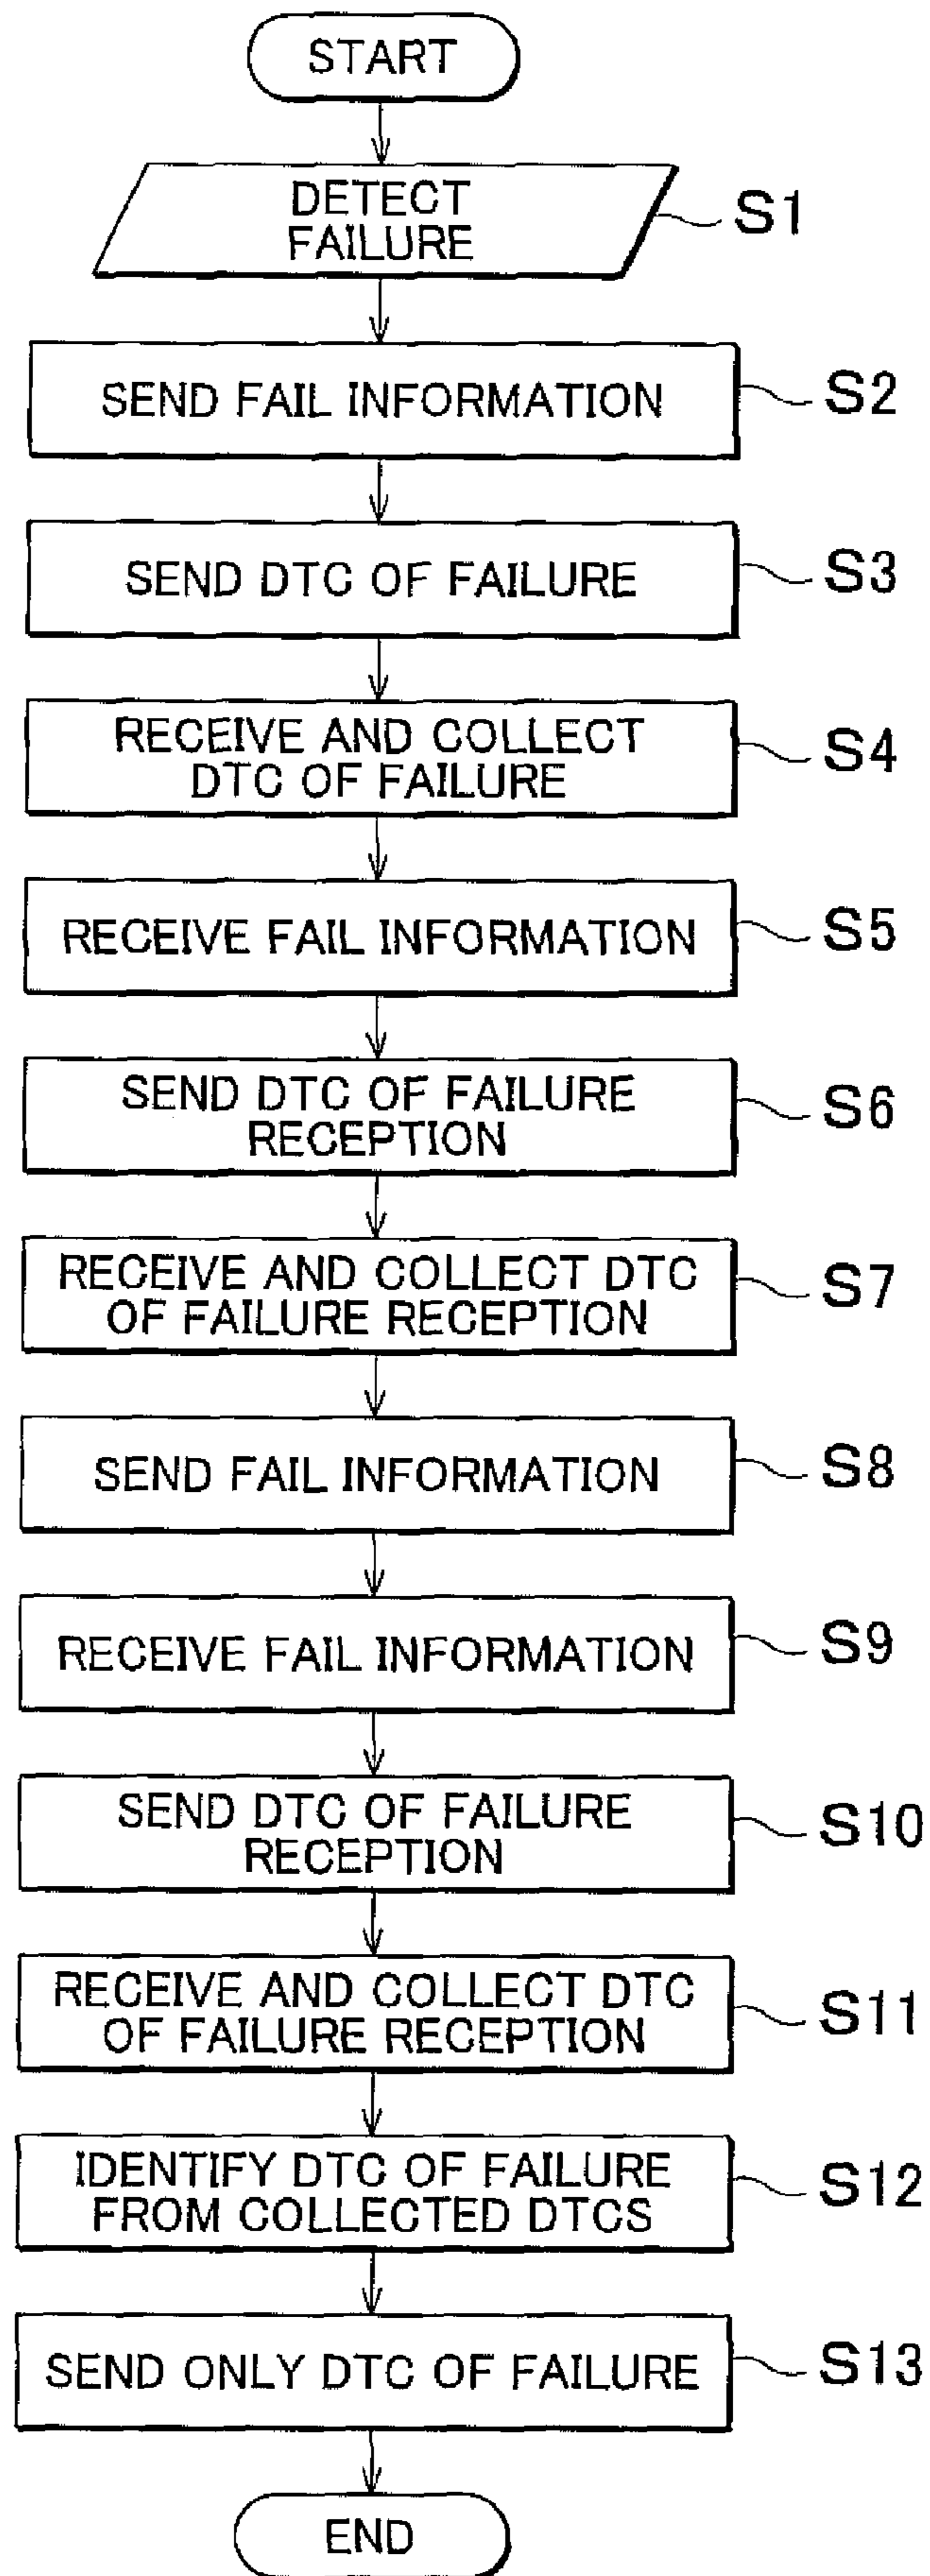 START
DETECT
FAILURE
S1
SEND FAIL INFORMATION
S2
SEND DTC OF FAILURE
S3
RECEIVE AND COLLECT
DTC OF FAILURE
S4
RECEIVE FAIL INFORMATION
S5
SEND DTC OF FAILURE
RECEPTION
S6
RECEIVE AND COLLECT DTC
OF FAILURE RECEPTION
S7
SEND FAIL INFORMATION
S8
RECEIVE FAIL INFORMATION
S9
SEND DTC OF FAILURE
RECEPTION
S10
RECEIVE AND COLLECT DTC
OF FAILURE RECEPTION
S11
IDENTIFY DTC OF FAILURE
FROM COLLECTED DTCS
S12
SEND ONLY DTC OF FAILURE
S13
END